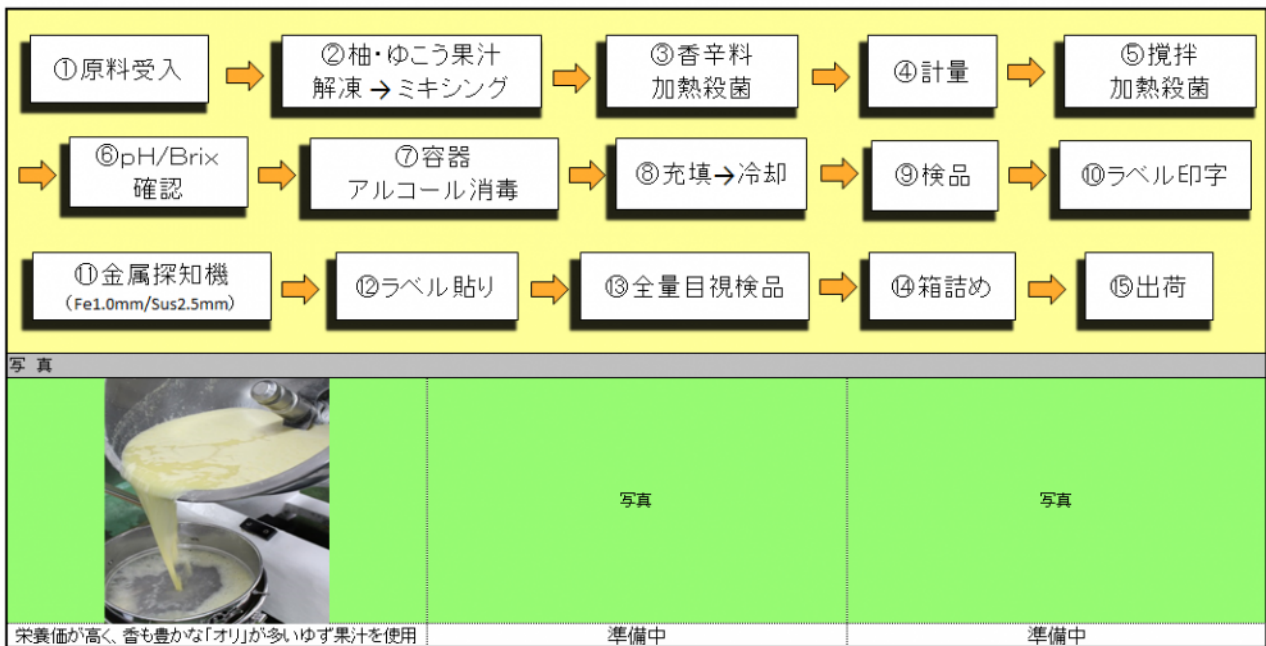 ①原料受入
②柚・ゆこう果汁
解凍→ミキシング
③香辛料
加熱殺菌
④計量
⑤撹拌
加熱殺菌
⑥pH/Brix
確認
⑦容器
アルコール消毒
⑧充填→冷却
⑨検品
⑩ラベル印字
⑪金属探知機
（Fe1.0mm/Sus2.5mm）
⑫ラベル貼り
⑬全量目視検品
⑭箱詰め
⑮出荷
写 真
写真
写真
栄養価が高く、香も豊かな「オリ」が多いゆず果汁を使用
準備中
準備中